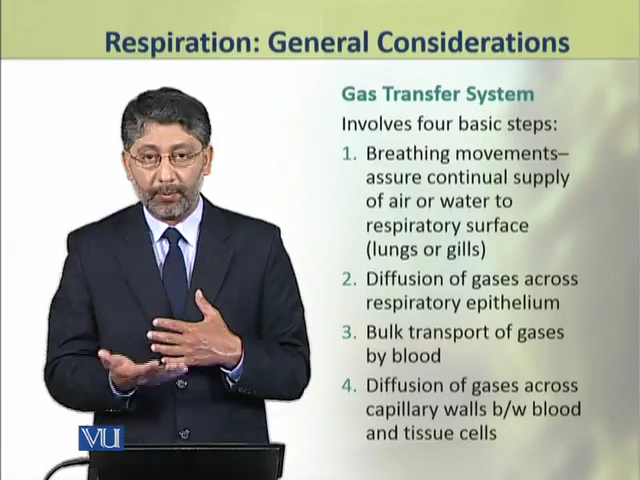 Respiration: General Considerations
Gas Transfer System
Involves four basic steps:
1. Breathing movements–
assure continual supply
of air or water to
respiratory surface
(lungs or gills)
2. Diffusion of gases across
respiratory epithelium
3. Bulk transport of gases
by blood
4. Diffusion of gases across
capillary walls b/w blood
and tissue cells
VU